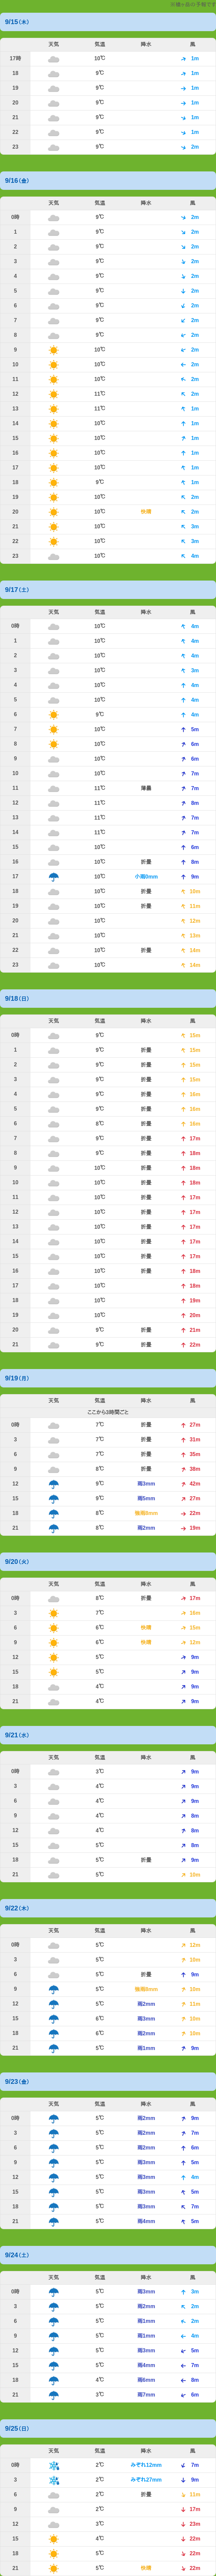 9/15(木)
天気 気温 降水 風
17時 10℃ 1m
18 9℃ 1m
19 9℃ 1m
20 9℃ 1m
21 9℃ 1m
22 9℃ 1m
23 9℃ 2m
9/16(金)
天気 気温 降水 風
0時 9℃ 2m
1 9℃ 2m
2 9℃ 2m
3 9℃ 2m
4 9℃ 2m
5 9℃ 2m
6 9℃ 2m
7 9℃ 2m
8 9℃ 2m
9 10℃ 2m
10 10℃ 2m
11 10℃ 2m
12 11℃ 2m
13 11℃ 1m
14 10℃ 1m
15 10℃ 1m
16 10℃ 1m
17 10℃ 1m
18 9℃ 1m
19 10℃ 2m
20 10℃ 快晴 2m
21 10℃ 3m
22 10℃ 3m
23 10℃ 4m
9/17(土)
天気 気温 降水 風
0時 10℃ 4m
1 10℃ 4m
2 10℃ 4m
3 10℃ 3m
4 10℃ 4m
5 10℃ 4m
6 9℃ 4m
7 10℃ 5m
8 10℃ 6m
9 10℃ 6m
10 10℃ 7m
11 11℃ 薄曇 7m
12 11℃ 8m
13 11℃ 7m
14 11℃ 7m
15 10℃ 6m
16 10℃ 折畳 8m
17 10℃ 小雨0mm 9m
18 10℃ 折畳 10m
19 10℃ 折畳 11m
20 10℃ 12m
21 10℃ 13m
22 10℃ 折畳 14m
23 10℃ 14m
9/18(日)
天気 気温 降水 風
0時 9℃ 15m
1 9℃ 折畳 15m
2 9℃ 折畳 15m
3 9℃ 折畳 15m
4 9℃ 折畳 16m
5 9℃ 折畳 16m
6 8℃ 折畳 16m
7 9℃ 折畳 17m
8 9℃ 折畳 18m
9 10℃ 折畳 18m
10 10℃ 折畳 18m
11 10℃ 折畳 17m
12 10℃ 折畳 17m
13 10℃ 折畳 17m
14 10℃ 折畳 17m
15 10℃ 折畳 17m
16 10℃ 折畳 18m
17 10℃ 18m
18 10℃ 19m
19 10℃ 20m
20 9℃ 折畳 21m
21 9℃ 折畳 22m
9/19(月)
天気 気温 降水 風
ここから3時間ごと
0時 7℃ 折畳 27m
3 7℃ 折畳 31m
6 7℃ 折畳 35m
9 8℃ 折畳 38m
12 9℃ 雨3mm 42m
15 9℃ 雨5mm 27m
18 8℃ 22m
21 8℃ 雨2mm 19m
9/20(火)
天気 気温 降水 風
0時 8℃ 折畳 17m
3 7℃ 16m
6 6℃ 快晴 15m
9 6℃ 快晴 12m
12 5℃ 9m
15 5℃ 9m
18 4℃ 9m
21 4℃ 9m
9/21(水)
天気 気温 降水 風
0時 3℃ 9m
3 4℃ 9m
6 4℃ 9m
9 4℃ 8m
12 4℃ 8m
15 5℃ 8m
18 5℃ 折畳 9m
21 5℃ 10m
9/22(木)
天気 気温 降水 風
0時 5℃ 12m
3 5℃ 10m
6 5℃ 折畳 9m
9 5℃ 10m
12 5℃ 雨2mm 11m
15 6℃ 雨3mm 10m
18 6℃ 雨2mm 10m
21 5℃ 雨1mm 9m
9/23(金)
天気 気温 降水 風
0時 5℃ 雨2mm 9m
3 5℃ 雨2mm 7m
6 5℃ 雨2mm 6m
9 5℃ 雨3mm 5m
12 5℃ 雨3mm 4m
15 5℃ 雨3mm 5m
18 5℃ 雨3mm 7m
21 5℃ 雨4mm 5m
9/24(土)
天気 気温 降水 風
0時 5℃ 雨3mm 3m
3 5℃ 雨2mm 2m
6 5℃ 雨1mm 2m
9 5℃ 雨1mm 4m
12 5℃ 雨3mm 5m
15 5℃ 雨4mm 7m
18 4℃ 雨6mm 8m
21 3℃ 雨7mm 6m
9/25(日)
天気 気温 降水 風
0時 2℃ みぞれ12mm 7m
3 2℃ みぞれ27mm 9m
6 2℃ 折畳 11m
9 2℃ 17m
12 3℃ 23m
15 4℃ 22m
18 5℃ 22m
21 5℃ 快晴 22m